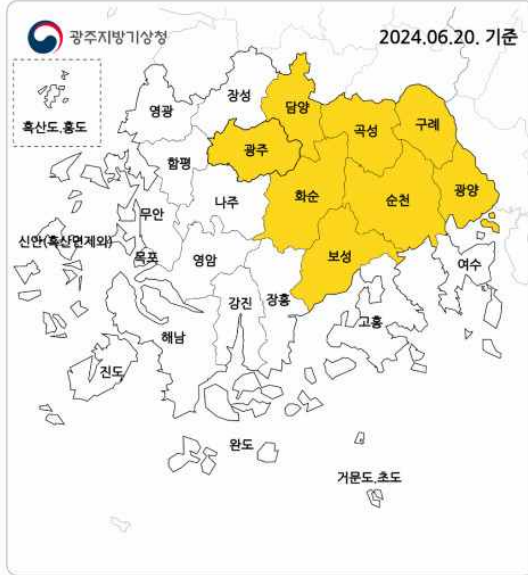 광주지방기상청
2024.06.20. 기준
흑산도,홍도
영광
장성
담양
곡성
구례
함평
광주
무안
나주
화순
순천
광양
신안(흑산면제외)
목포
영암
보성
여수
강진
장흥
고흥
해남
진도
완도
거문도,초도